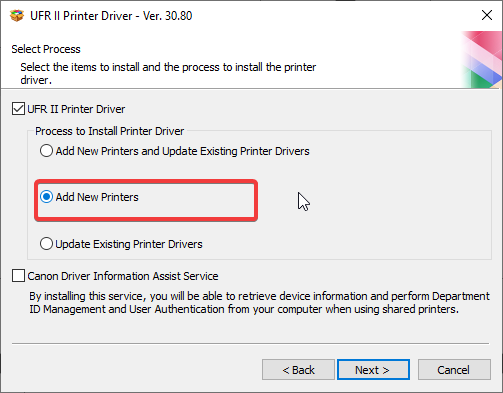 UFR II Printer Driver - Ver. 30.80
Select Process
Select the items to install and the process to install the printer
driver.
UFR II Printer Driver
Process to Install Printer Driver
Add New Printers and Update Existing Printer Drivers
Add New Printers
Update Existing Printer Drivers
Canon Driver Information Assist Service
By installing this service, you will be able to retrieve device information and perform Department
ID Management and User Authentication from your computer when using shared printers.
< Back Next > Cancel